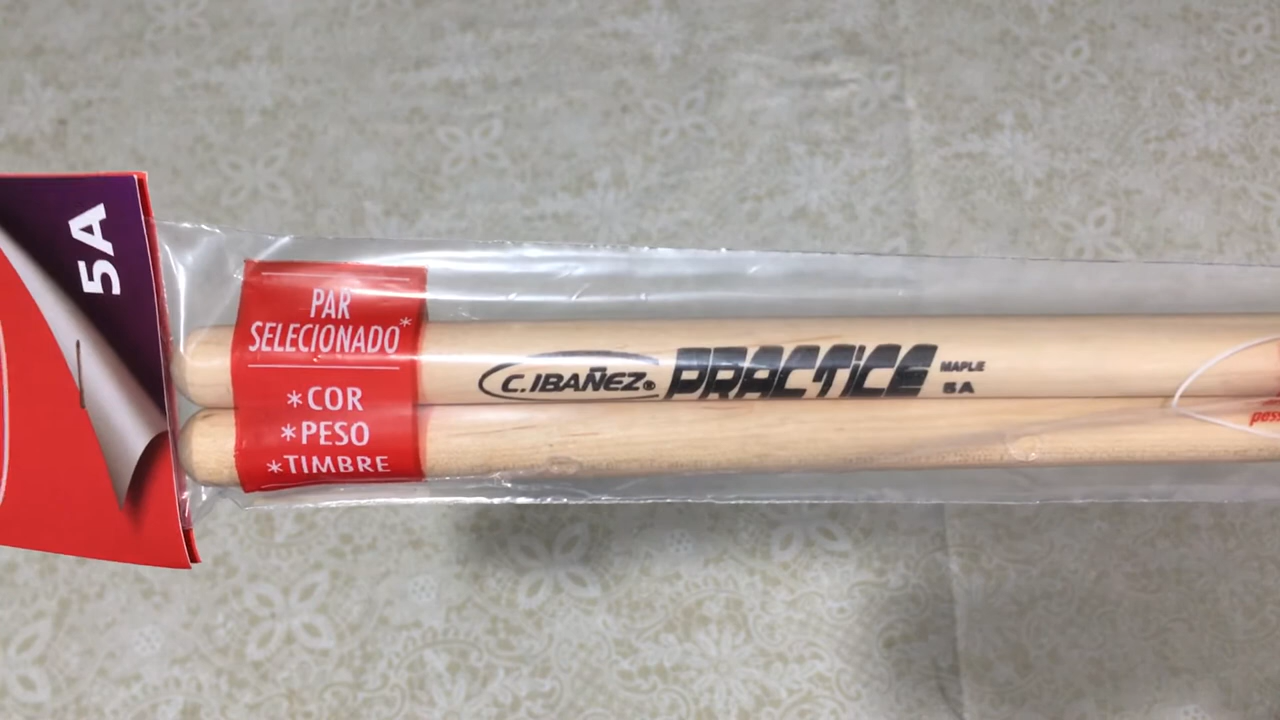 5A
PAR
SELECIONADO*
*COR
*PESO
*TIMBRE
C.IBAÑEZ® PRACTICE MAPLE
5A